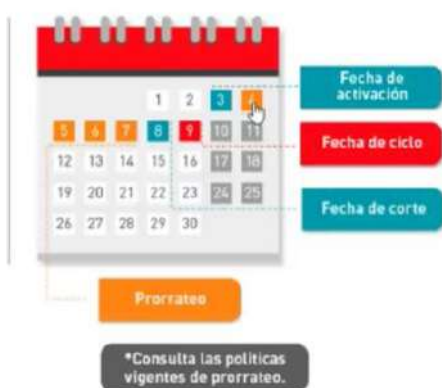 1 2 3 4
Fecha de
activación
5 6 7 8 9 10 11
Fecha de ciclo
12 13 14 15 16 17 18
19 20 21 22 23 24 25
Fecha de corte
26 27 28 29 30
Prorrateo
*Consulta las políticas
vigentes de prorrateo.